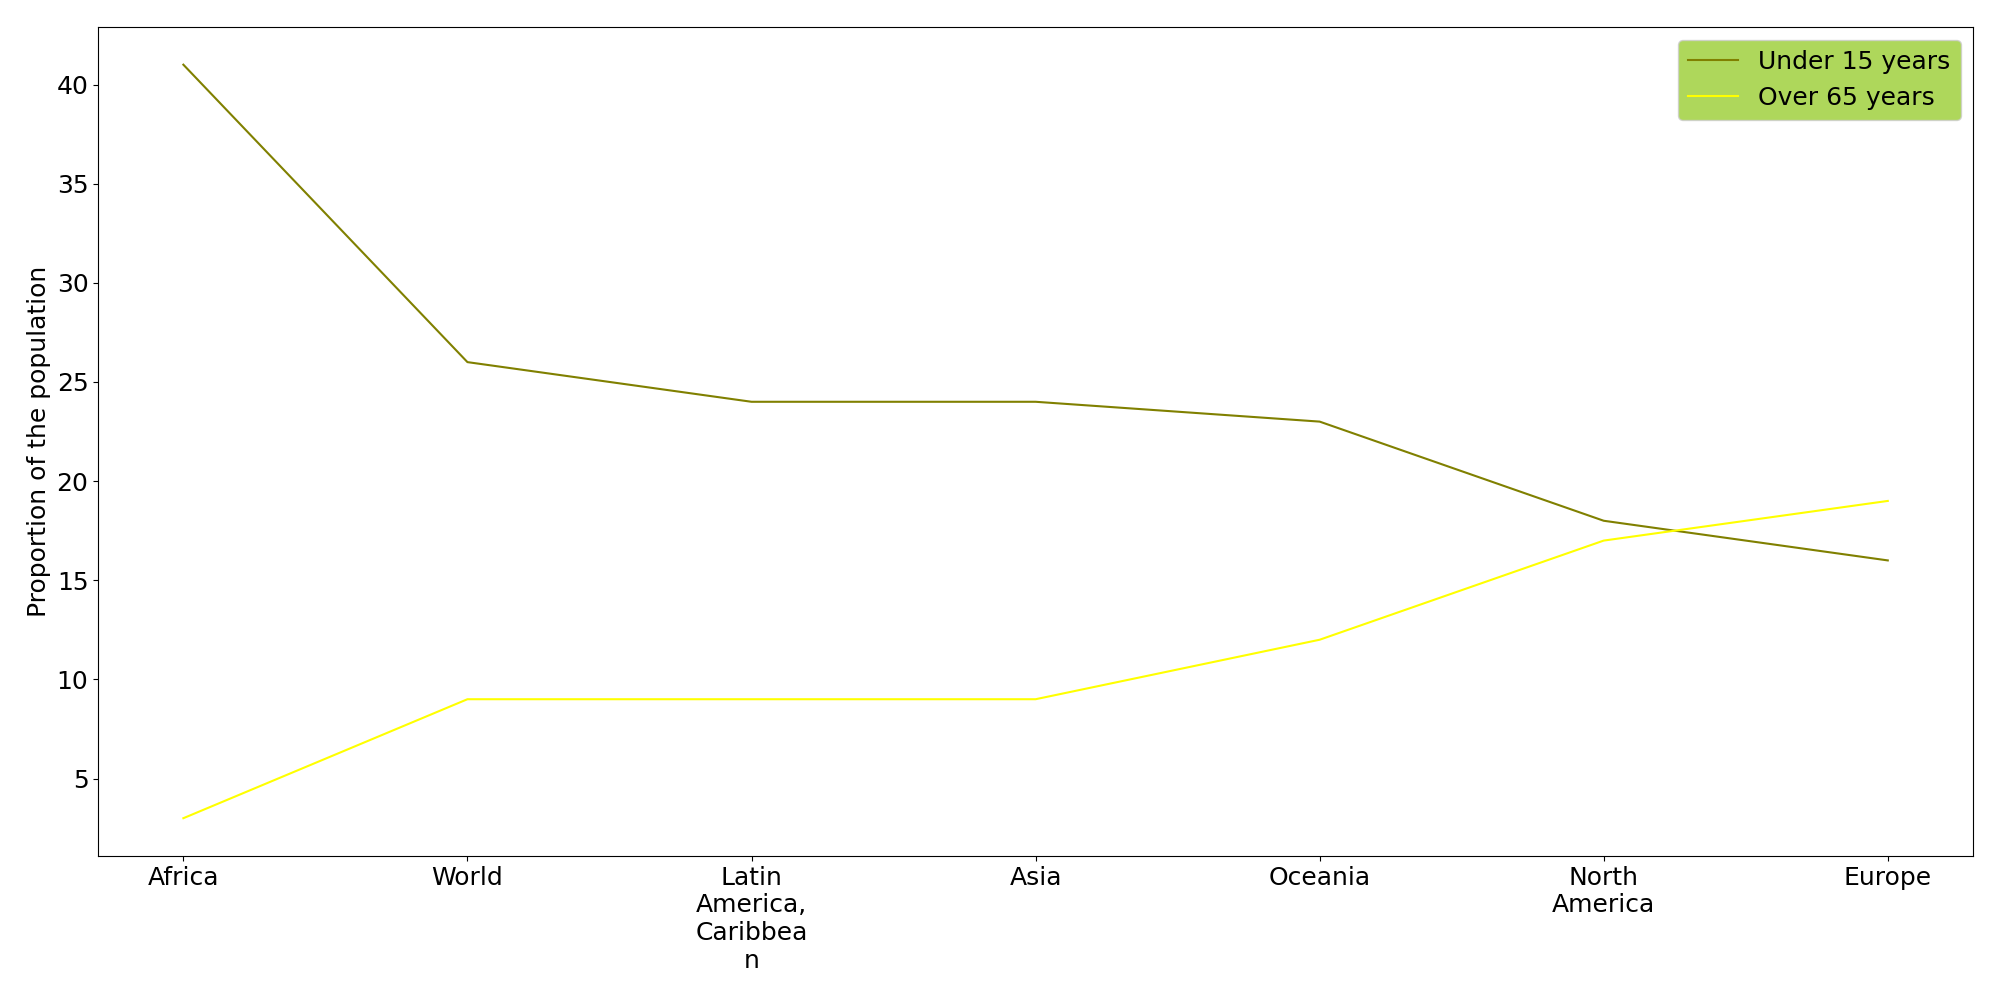 Under 15 years
Over 65 years
Proportion of the population
40
35
30
25
20
15
10
5
Africa
World
Latin
America,
Caribbea
n
Asia
Oceania
North
America
Europe